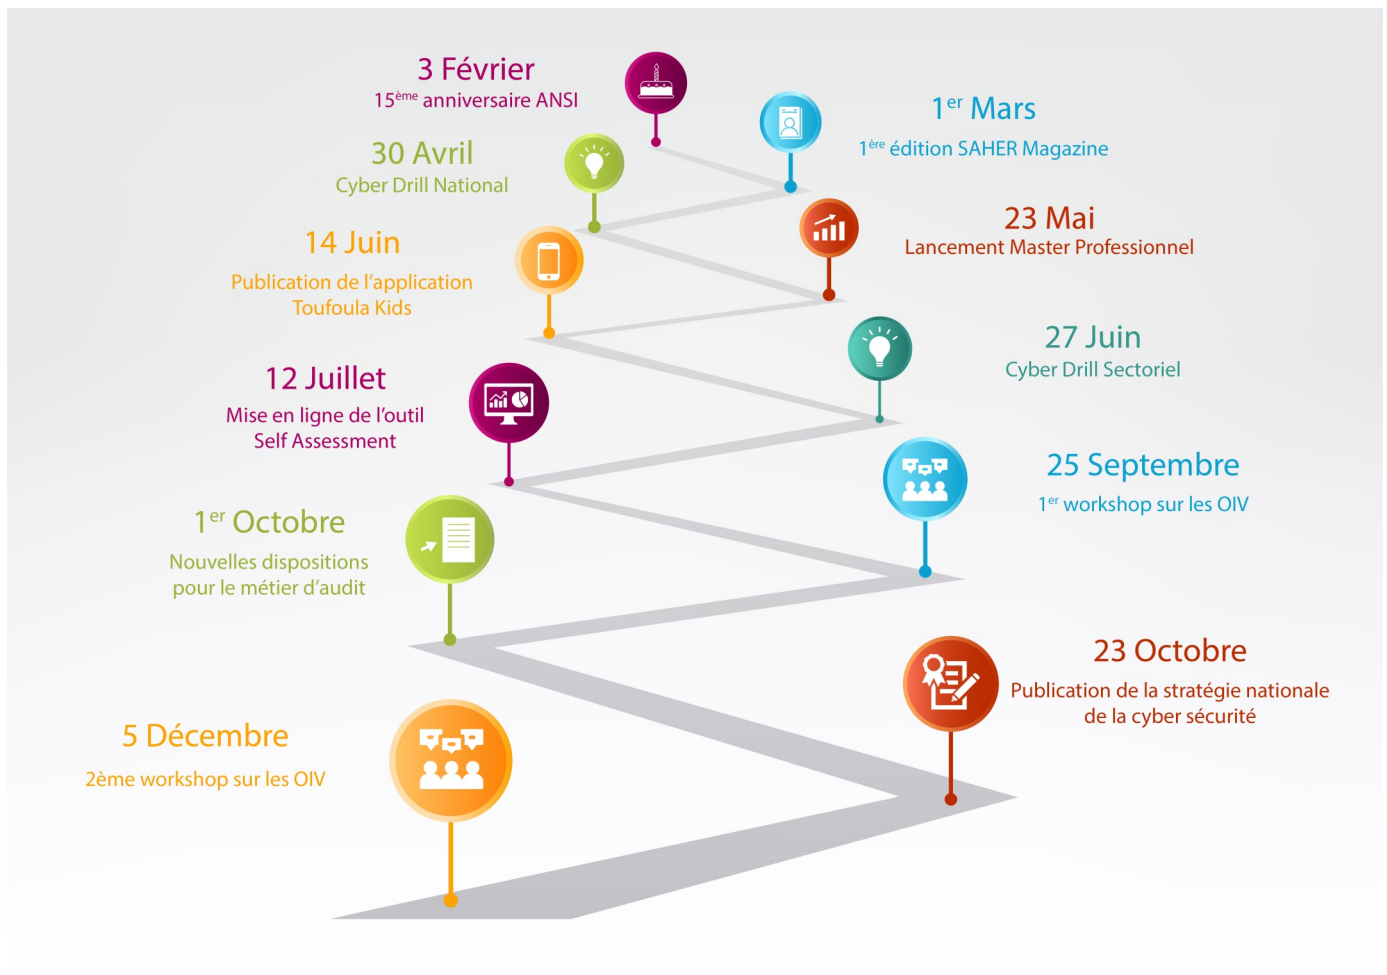 3 Février
15ème anniversaire ANSI
1er Mars
1ère édition SAHER Magazine
30 Avril
Cyber Drill National
23 Mai
Lancement Master Professionnel
14 Juin
Publication de l'application
Toufoula Kids
27 Juin
Cyber Drill Sectoriel
12 Juillet
Mise en ligne de l'outil
Self Assessment
25 Septembre
1er workshop sur les OIV
1er Octobre
Nouvelles dispositions
pour le métier d'audit
23 Octobre
Publication de la stratégie nationale
de la cyber sécurité
5 Décembre
2ème workshop sur les OIV